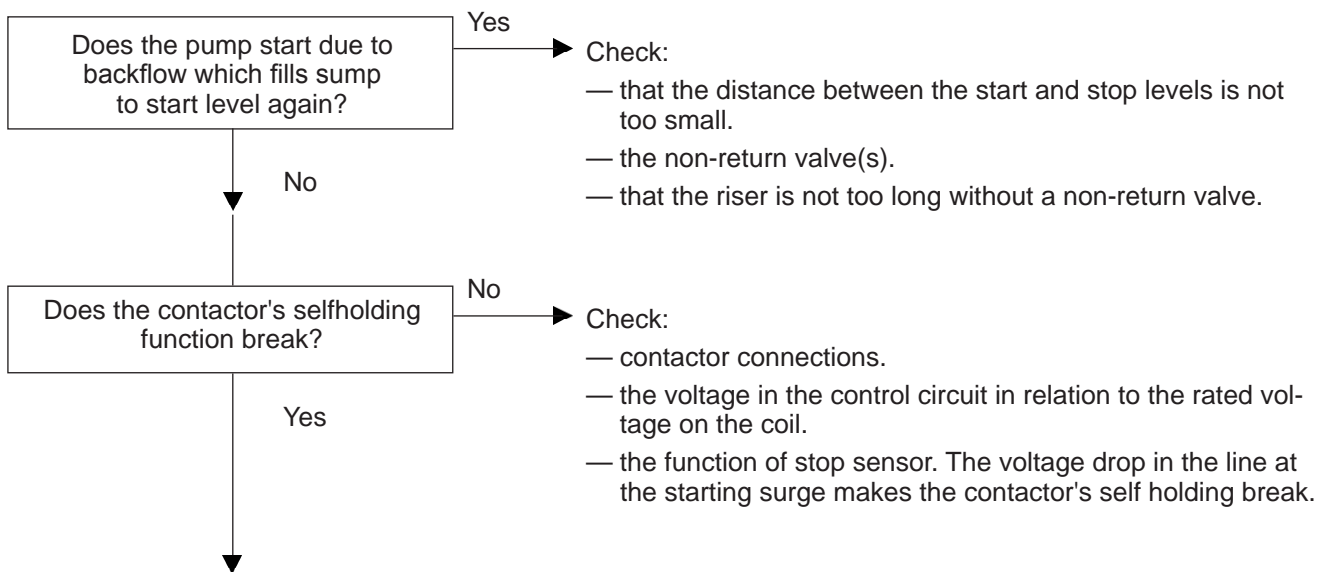 Does the pump start due to
backflow which fills sump
to start level again?
Yes
Check:
— that the distance between the start and stop levels is not
too small.
— the non-return valve(s).
— that the riser is not too long without a non-return valve.
No
Does the contactor's selfholding
function break?
No
Check:
— contactor connections.
— the voltage in the control circuit in relation to the rated vol-
tage on the coil.
— the function of stop sensor. The voltage drop in the line at
the starting surge makes the contactor's self holding break.
Yes